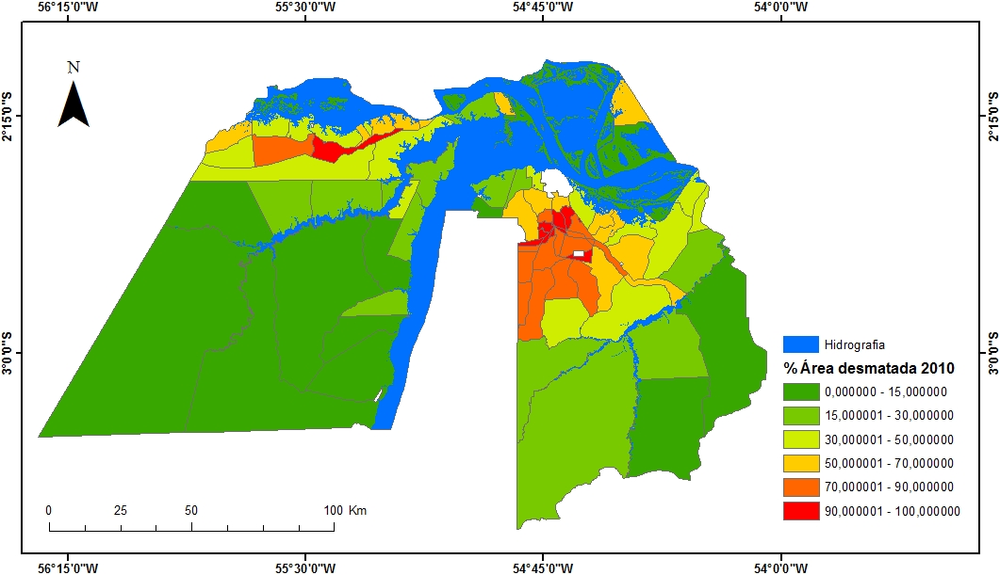 56°15'0"W 55°30'0"W 54°45'0"W 54°0'0"W
N
2°15'0"S 2°15'0"S
3°0'0"S 3°0'0"S
Hidrografia
% Área desmatada 2010
0,000000 - 15,000000
15,000001 - 30,000000
30,000001 - 50,000000
50,000001 - 70,000000
70,000001 - 90,000000
90,000001 - 100,000000
0 25 50 100 Km
56°15'0"W 55°30'0"W 54°45'0"W 54°0'0"W